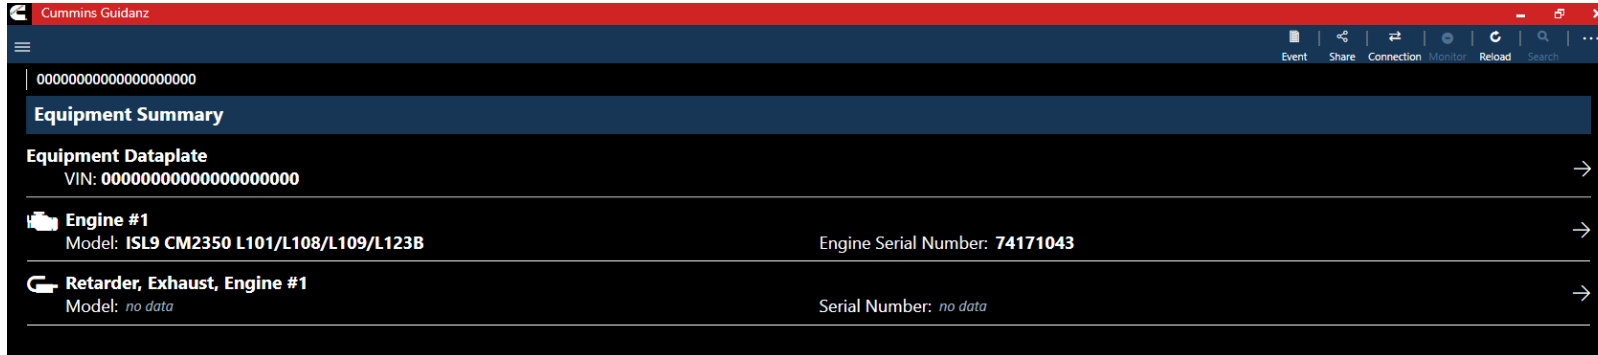 Cummins Guidanz
Event Share Connection Monitor Reload Search
00000000000000000000
Equipment Summary
Equipment Dataplate
VIN: 00000000000000000000
Engine #1
Model: ISL9 CM2350 L101/L108/L109/L123B Engine Serial Number: 74171043
Retarder, Exhaust, Engine #1
Model: no data Serial Number: no data